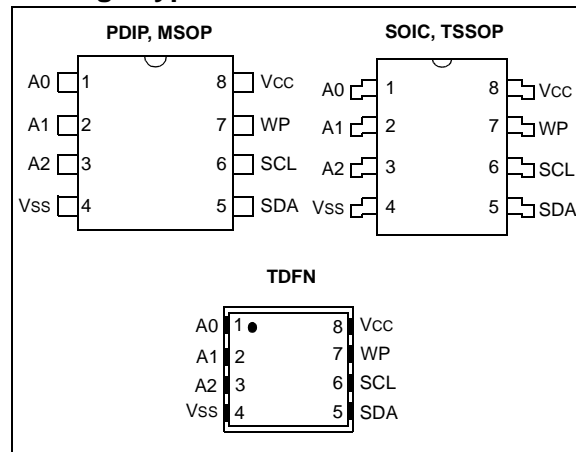 PDIP, MSOP
A0 1 8 VCC
A1 2 7 WP
A2 3 6 SCL
VSS 4 5 SDA
SOIC, TSSOP
A0 1 8 VCC
A1 2 7 WP
A2 3 6 SCL
VSS 4 5 SDA
TDFN
A0 1 8 VCC
A1 2 7 WP
A2 3 6 SCL
VSS 4 5 SDA